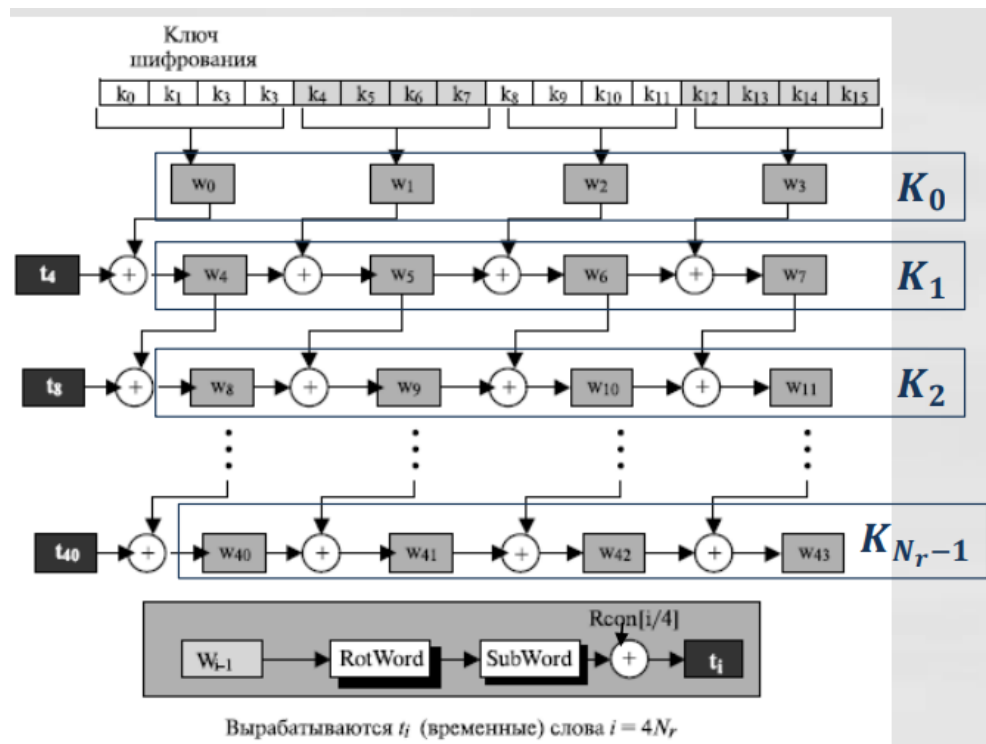 Ключ
шифрования
k₀ k₁ k₃ k₃ k₄ k₅ k₆ k₇ k₈ k₉ k₁₀ k₁₁ k₁₂ k₁₃ k₁₄ k₁₅
w₀ w₁ w₂ w₃ K₀
t₄ + w₄ + w₅ + w₆ + w₇ K₁
t₈ + w₈ + w₉ + w₁₀ + w₁₁ K₂
t₄₀ + w₄₀ + w₄₁ + w₄₂ + w₄₃ K_{Nᵣ−1}
Rcon[i/4]
Wᵢ₋₁ RotWord SubWord + tᵢ
Вырабатываются tᵢ (временные) слова i = 4Nᵣ